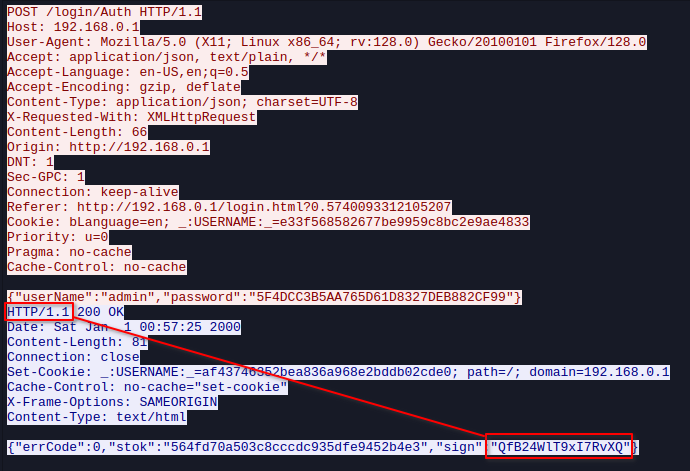 POST /login/Auth HTTP/1.1
Host: 192.168.0.1
User-Agent: Mozilla/5.0 (X11; Linux x86_64; rv:128.0) Gecko/20100101 Firefox/128.0
Accept: application/json, text/plain, */*
Accept-Language: en-US,en;q=0.5
Accept-Encoding: gzip, deflate
Content-Type: application/json; charset=UTF-8
X-Requested-With: XMLHttpRequest
Content-Length: 66
Origin: http://192.168.0.1
DNT: 1
Sec-GPC: 1
Connection: keep-alive
Referer: http://192.168.0.1/login.html?0.5740093312105207
Cookie: bLanguage=en; _:USERNAME:_=e33f568582677be9959c8bc2e9ae4833
Priority: u=0
Pragma: no-cache
Cache-Control: no-cache
{"userName":"admin","password":"5F4DCC3B5AA765D61D8327DEB882CF99"}
HTTP/1.1 200 OK
Date: Sat Jan 1 00:57:25 2000
Content-Length: 81
Connection: close
Set-Cookie: _:USERNAME:_=af43746352bea836a968e2bddb02cde0; path=/; domain=192.168.0.1
Cache-Control: no-cache="set-cookie"
X-Frame-Options: SAMEORIGIN
Content-Type: text/html
{"errCode":0,"stok":"564fd70a503c8cccdc935dfe9452b4e3","sign":"QfB24WlT9xI7RvXQ"}